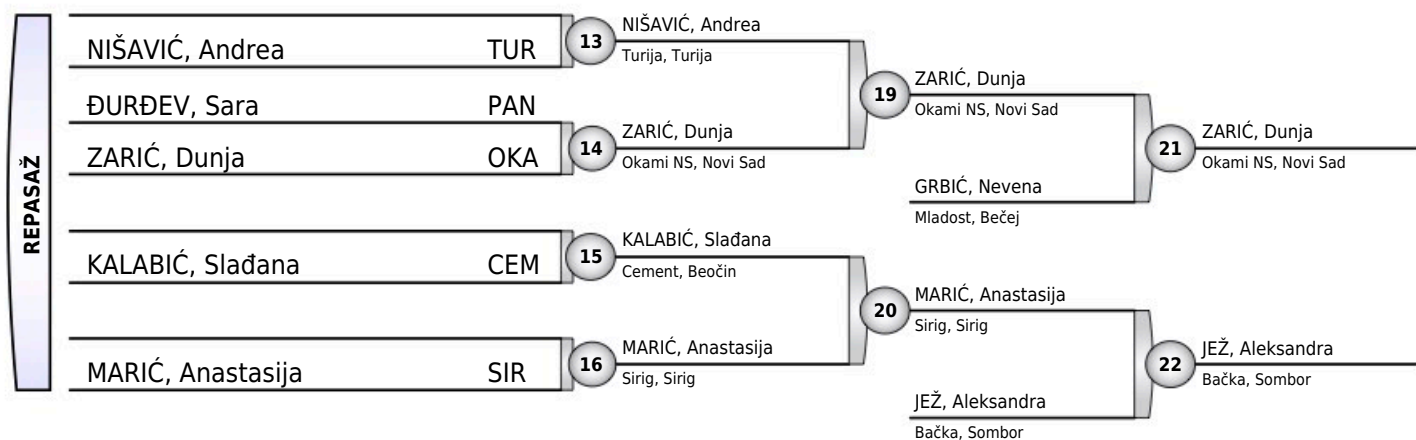 REPASAŽ
NIŠAVIĆ, Andrea TUR
ĐURĐEV, Sara PAN
ZARIĆ, Dunja OKA
KALABIĆ, Slađana CEM
MARIĆ, Anastasija SIR
13
NIŠAVIĆ, Andrea
Turija, Turija
14
ZARIĆ, Dunja
Okami NS, Novi Sad
15
KALABIĆ, Slađana
Cement, Beočin
16
MARIĆ, Anastasija
Sirig, Sirig
19
ZARIĆ, Dunja
Okami NS, Novi Sad
GRBIĆ, Nevena
Mladost, Bečej
20
MARIĆ, Anastasija
Sirig, Sirig
JEŽ, Aleksandra
Bačka, Sombor
21
ZARIĆ, Dunja
Okami NS, Novi Sad
22
JEŽ, Aleksandra
Bačka, Sombor